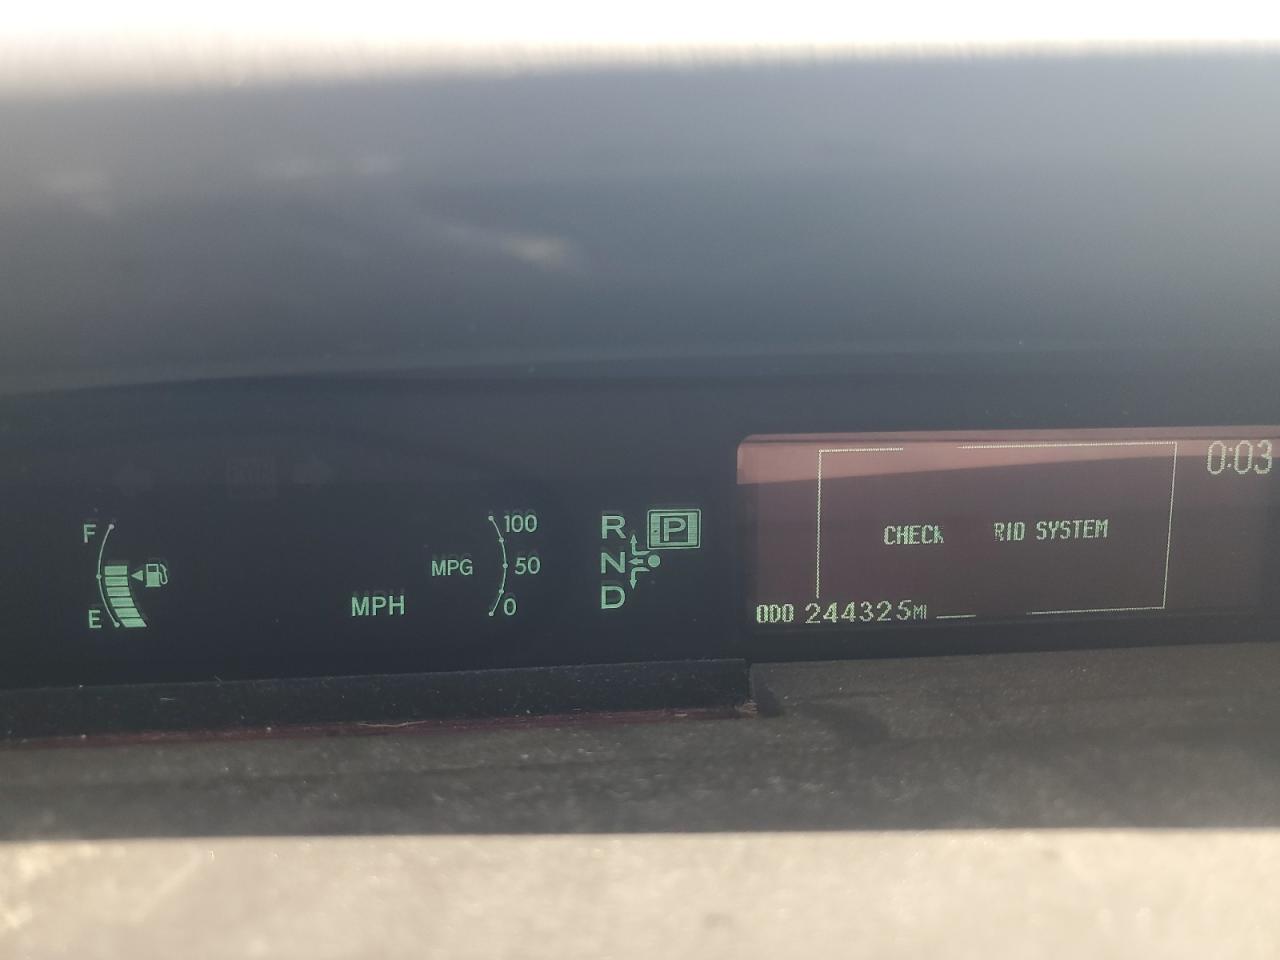 0:03
F
100
R P
CHECK RID SYSTEM
MPG 50
N
E
MPH
0
D
ODO 244325MI